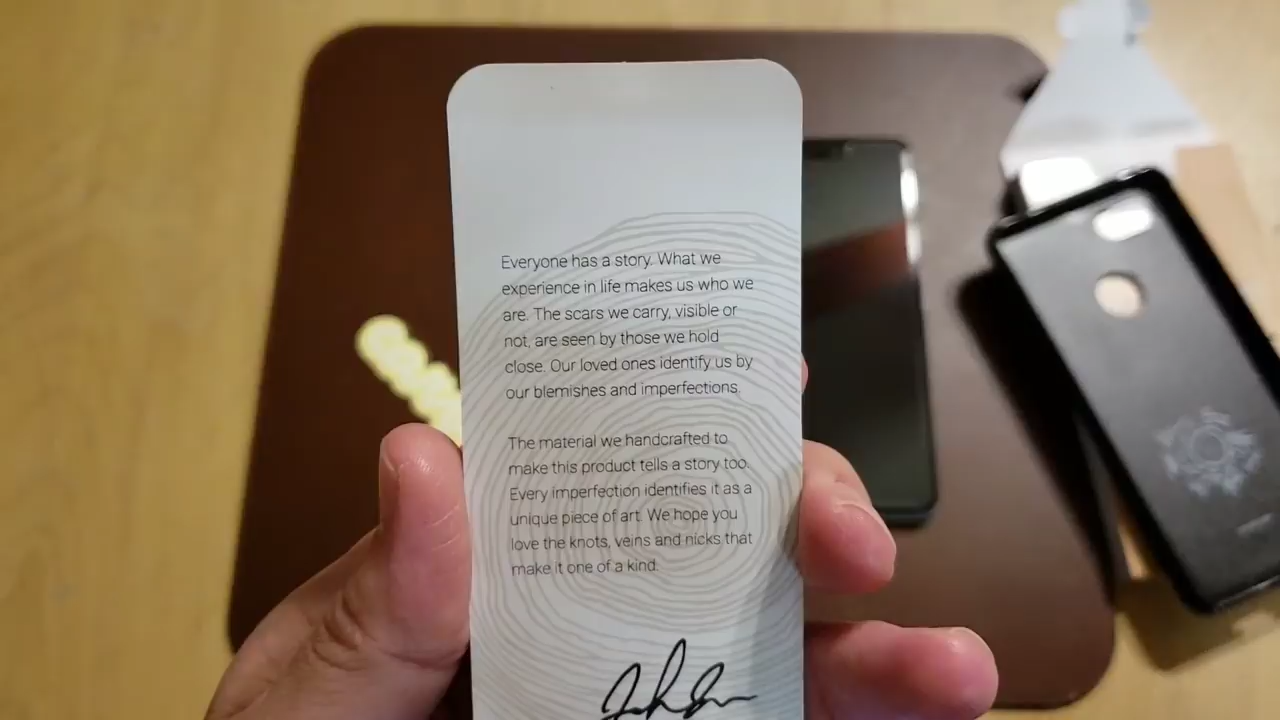 Everyone has a story. What we
experience in life makes us who we
are. The scars we carry, visible or
not, are seen by those we hold
close. Our loved ones identify us by
our blemishes and imperfections.
The material we handcrafted to
make this product tells a story too.
Every imperfection identifies it as a
unique piece of art. We hope you
love the knots, veins and nicks that
make it one of a kind.